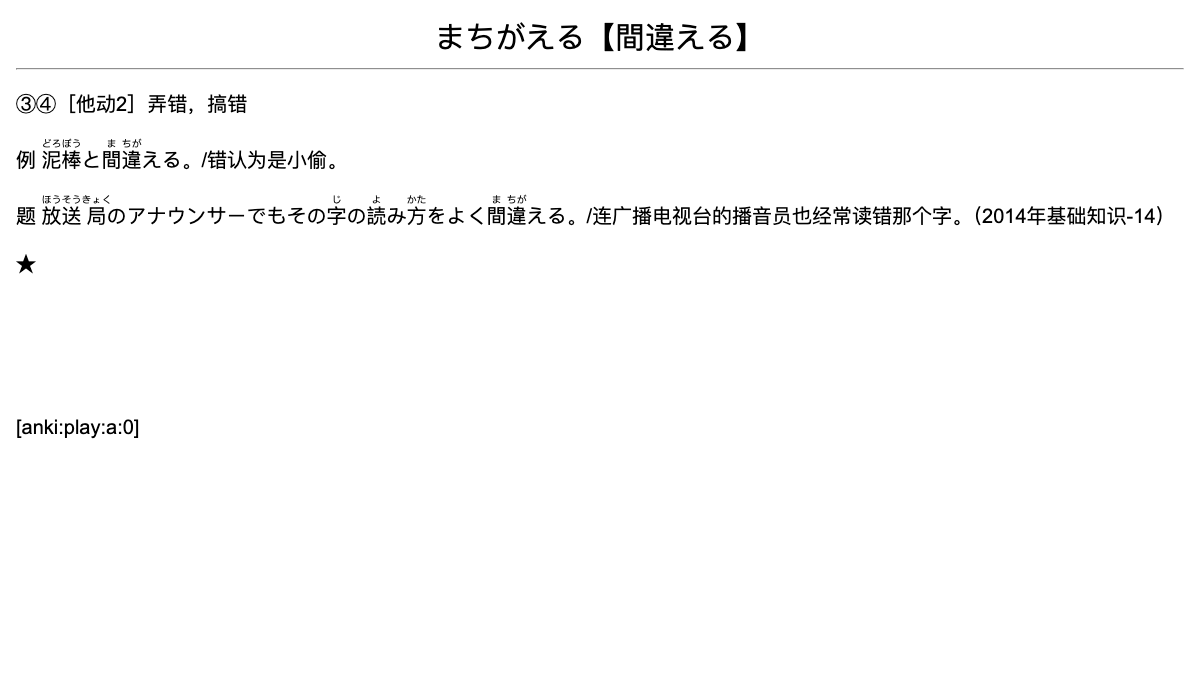 まちがえる【間違える】
③④［他动2］弄错，搞错
どろぼう ま ちが
例 泥棒と間違える。/错认为是小偷。
ほうそうきょく じ よ かた ま ちが
题 放送 局のアナウンサーでもその字の読み方をよく間違える。/连广播电视台的播音员也经常读错那个字。（2014年基础知识-14）
★
[anki:play:a:0]